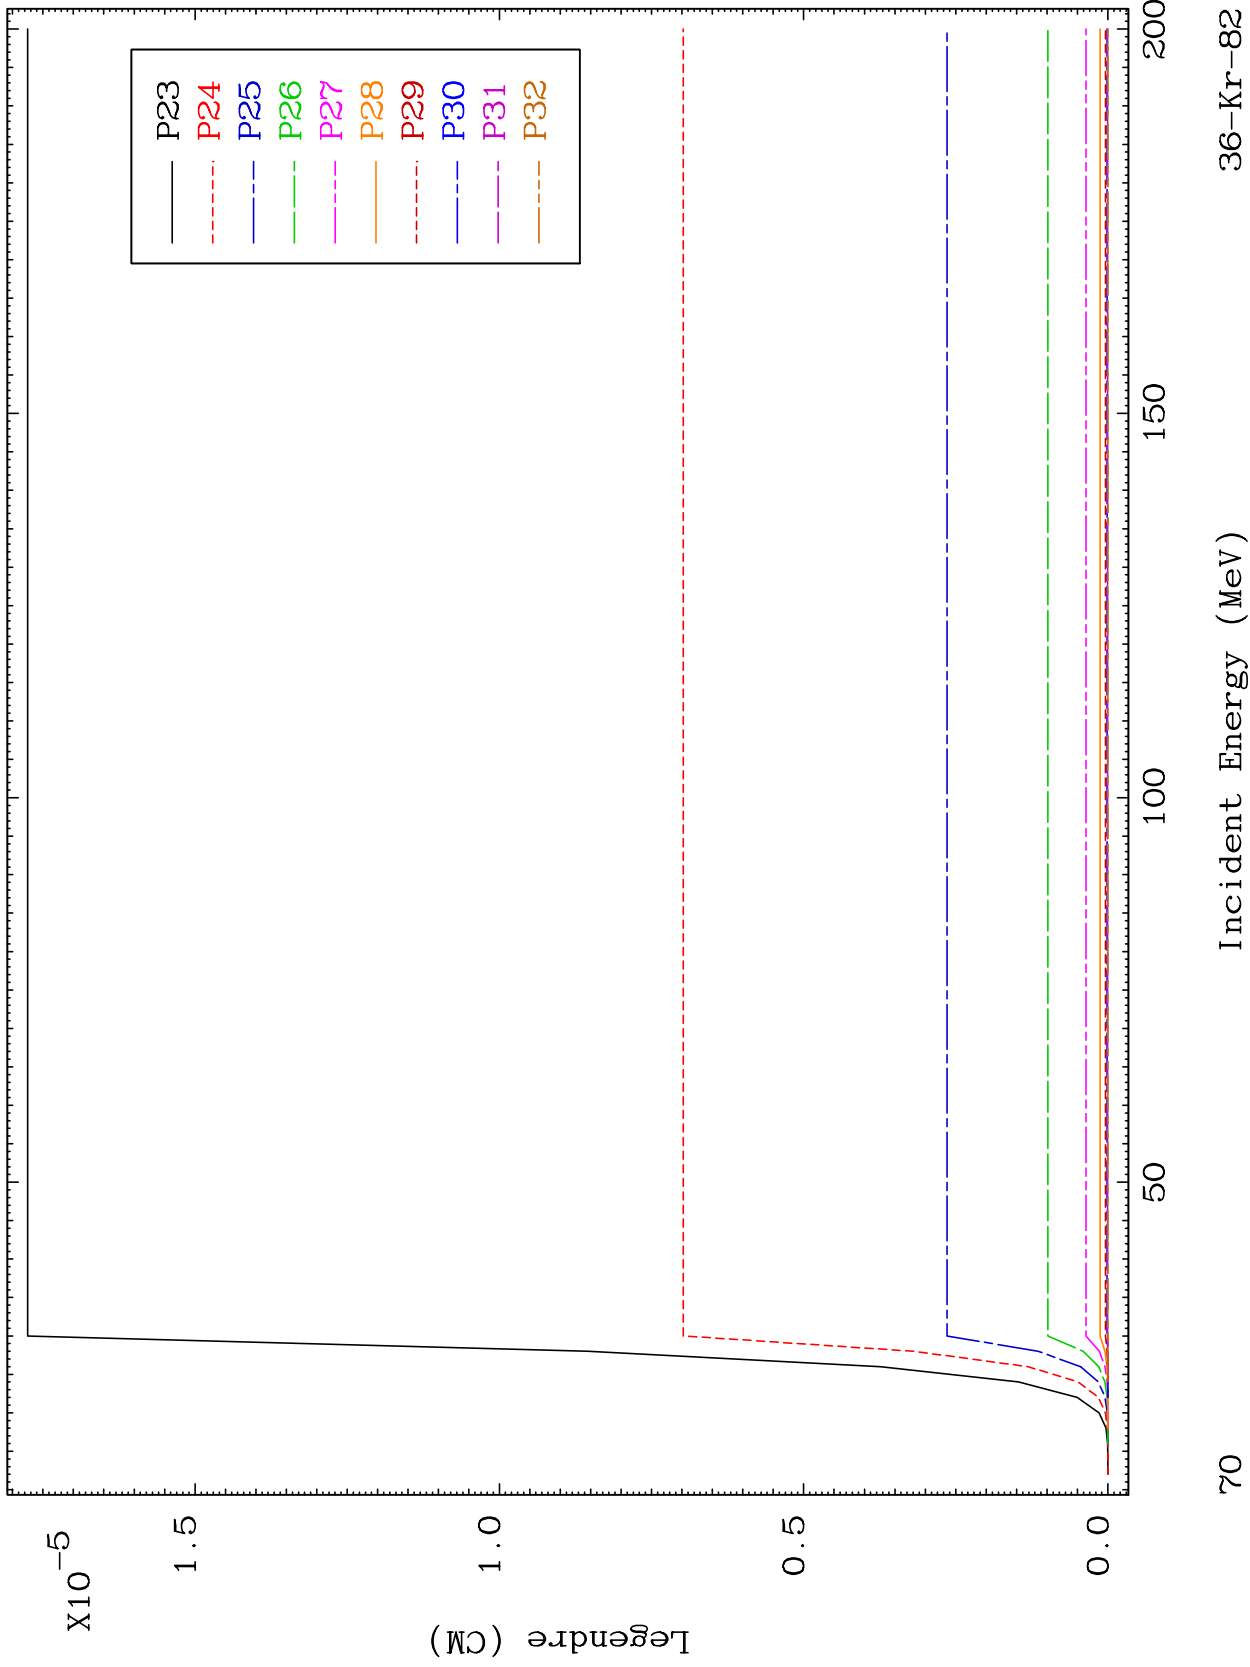 X10-5
1.5
1.0
0.5
0.0
Legendre (CM)
P23
P24
P25
P26
P27
P28
P29
P30
P31
P32
50
100
150
200
70
Incident Energy (MeV)
36-Kr-82